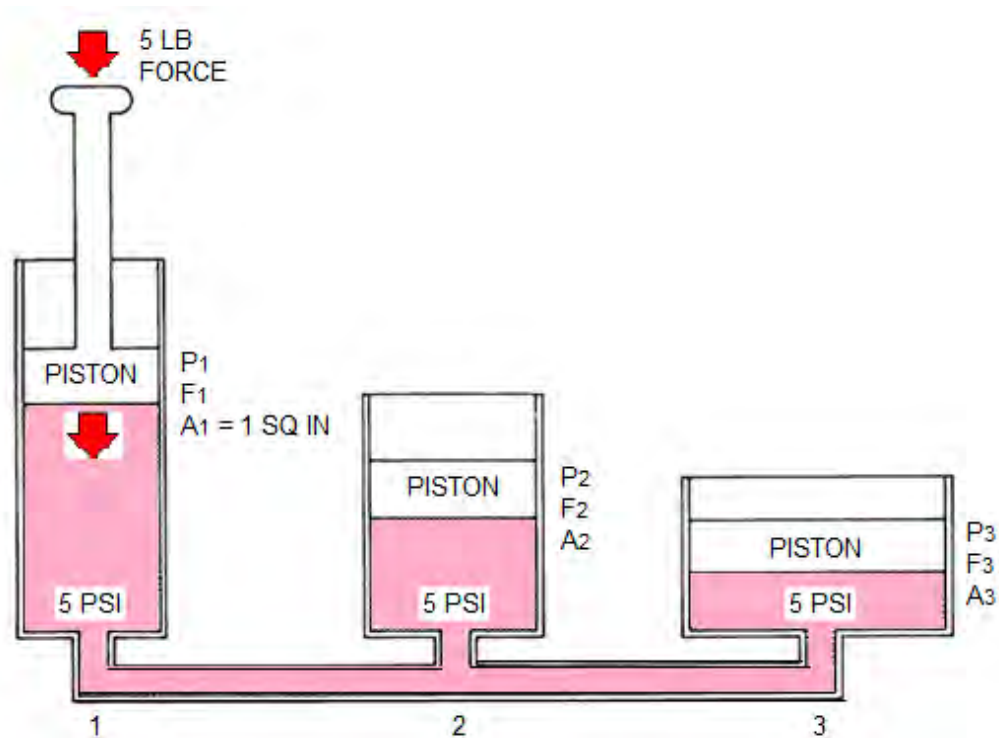 5 LB
FORCE
PISTON
P1
F1
A1 = 1 SQ IN
PISTON
P2
F2
A2
PISTON
P3
F3
A3
5 PSI
5 PSI
5 PSI
1
2
3